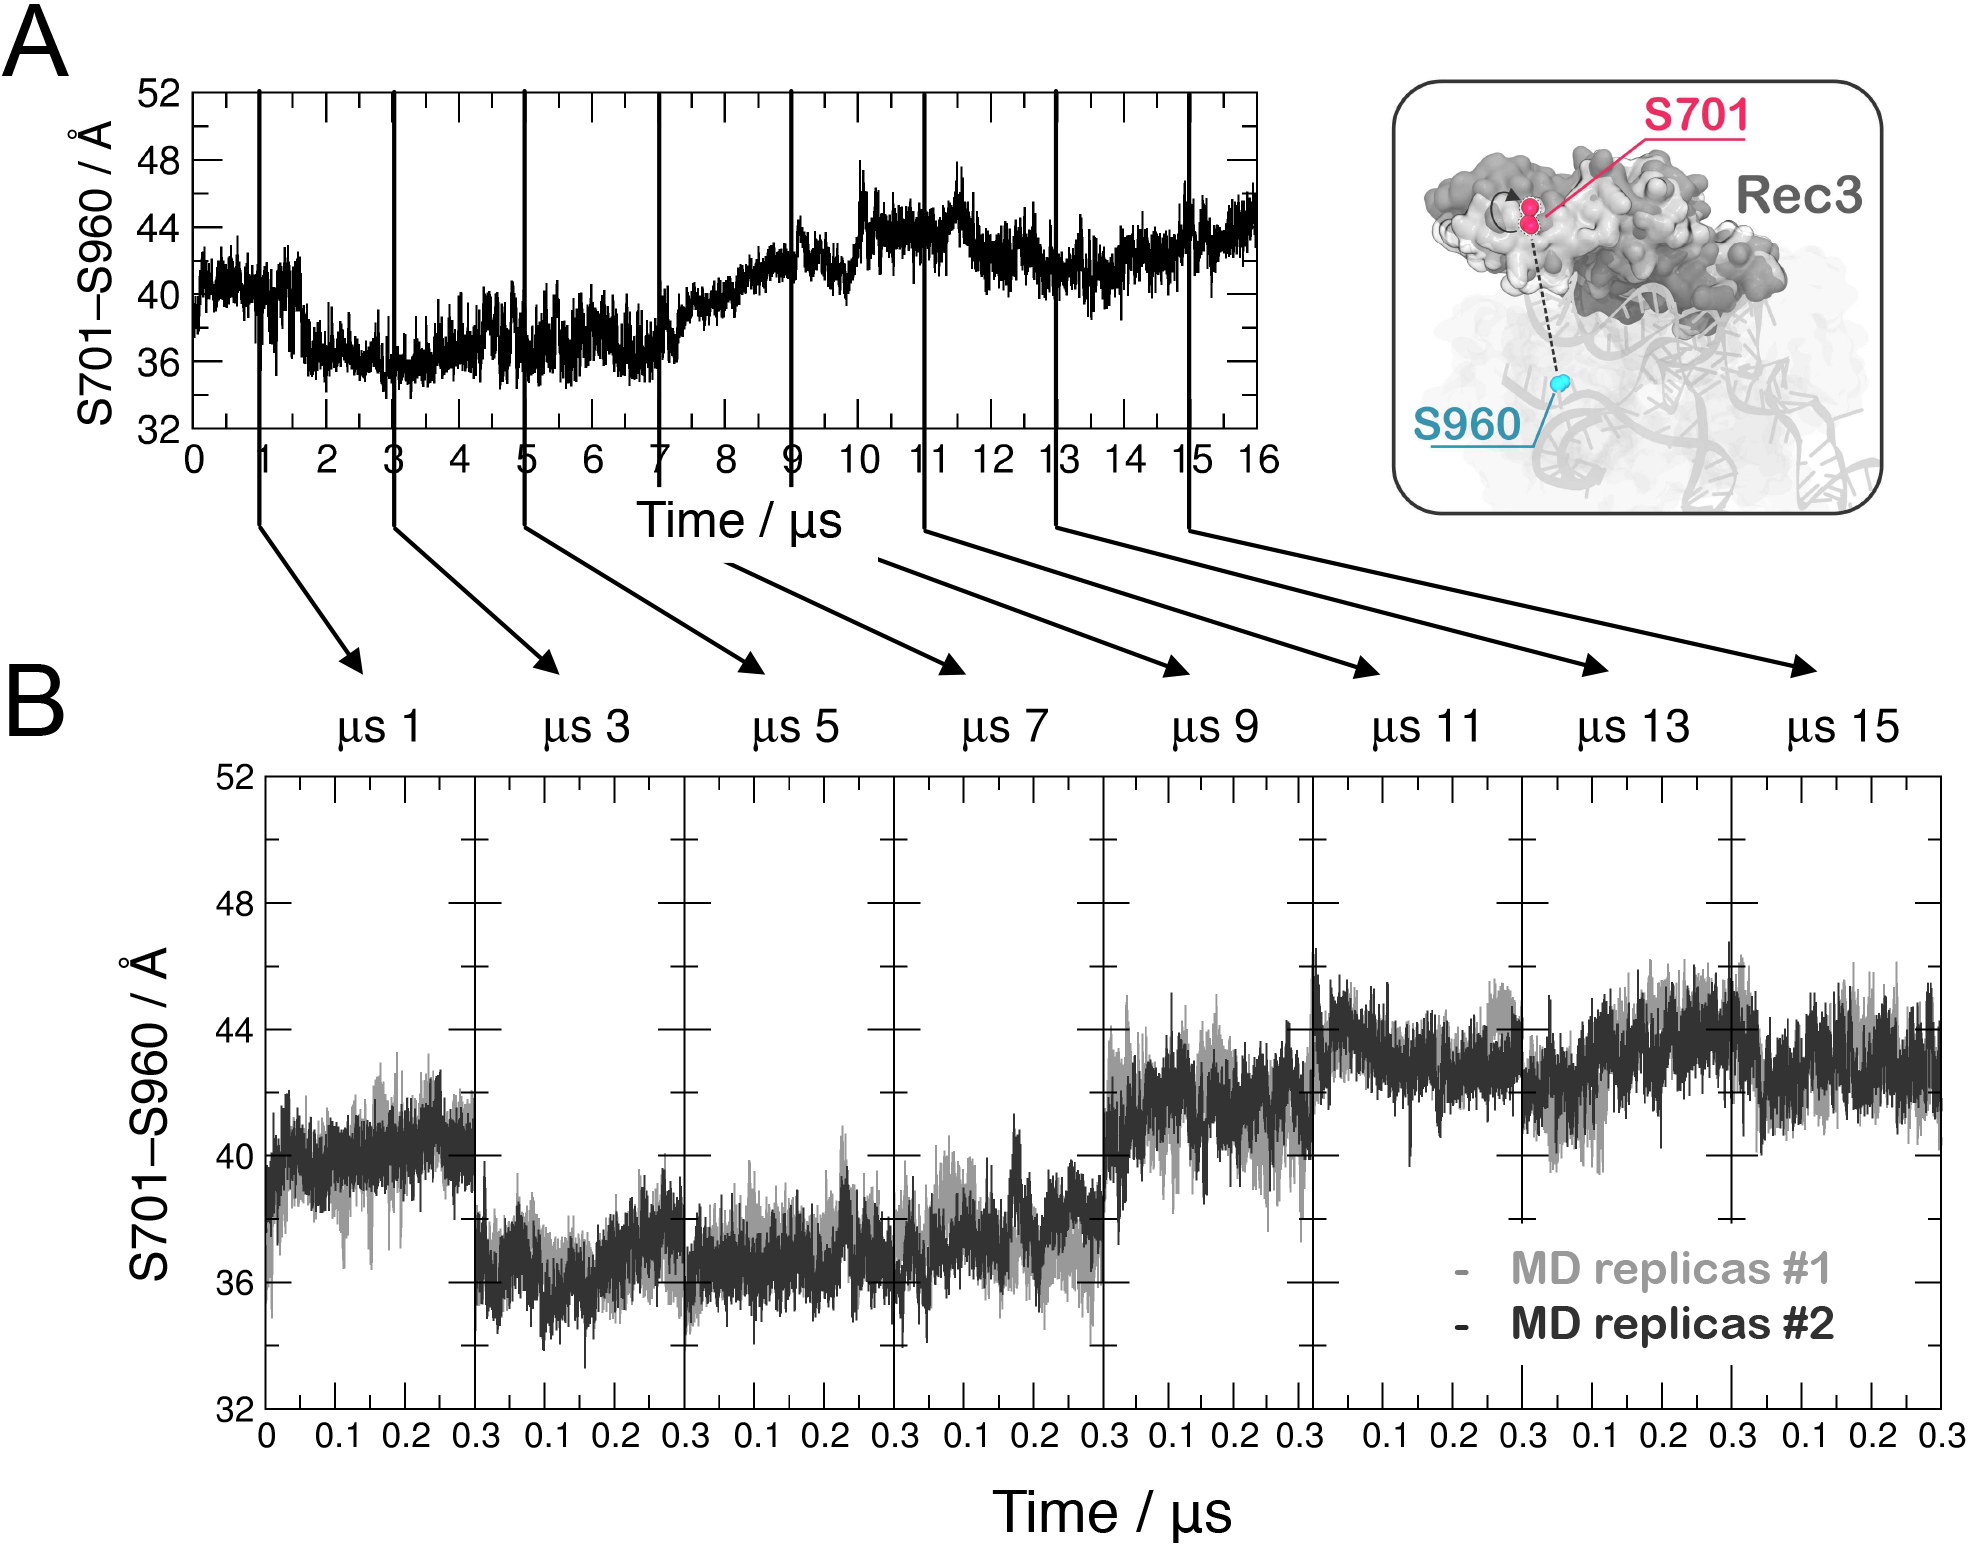 A
52
48
44
40
36
32
S701–S960 / Å
0 1 2 3 4 5 6 7 8 9 10 11 12 13 14 15 16
Time / μs
S701
Rec3
S960
B
μs 1 μs 3 μs 5 μs 7 μs 9 μs 11 μs 13 μs 15
52
48
44
40
36
32
S701–S960 / Å
- MD replicas #1
- MD replicas #2
0 0.1 0.2 0.3 0.1 0.2 0.3 0.1 0.2 0.3 0.1 0.2 0.3 0.1 0.2 0.3 0.1 0.2 0.3 0.1 0.2 0.3 0.1 0.2 0.3
Time / μs